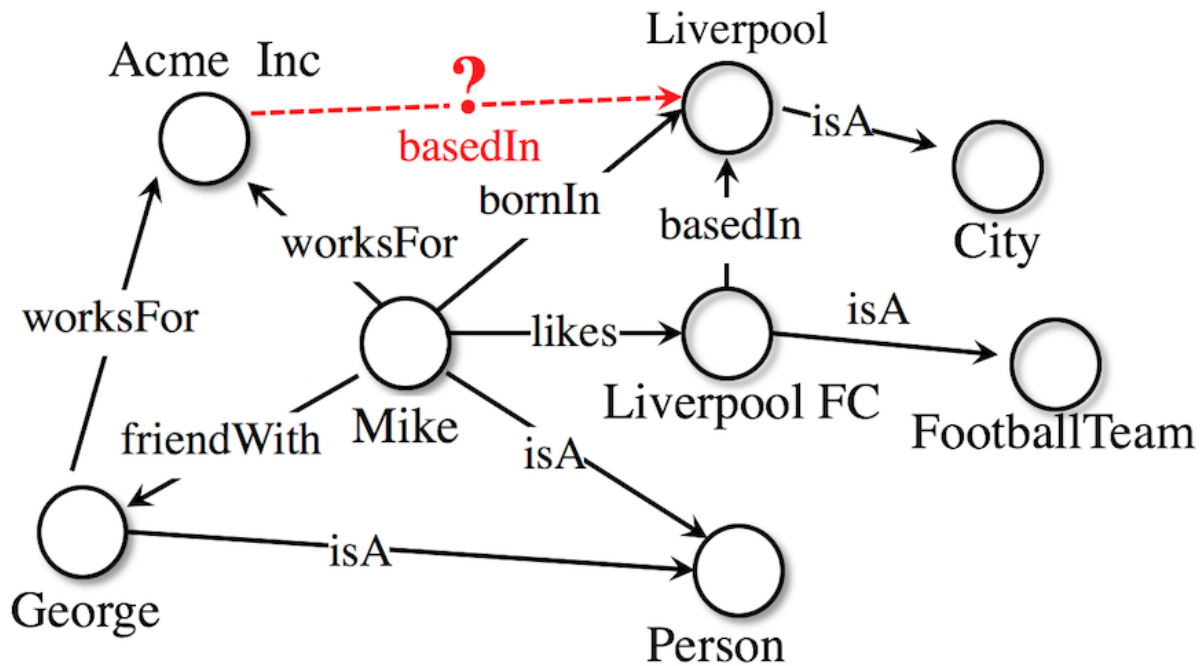 Liverpool
Acme Inc
?
isA
basedIn
bornIn
basedIn
worksFor
City
worksFor
isA
likes
Liverpool FC
Mike
FootballTeam
friendWith
isA
isA
George
Person